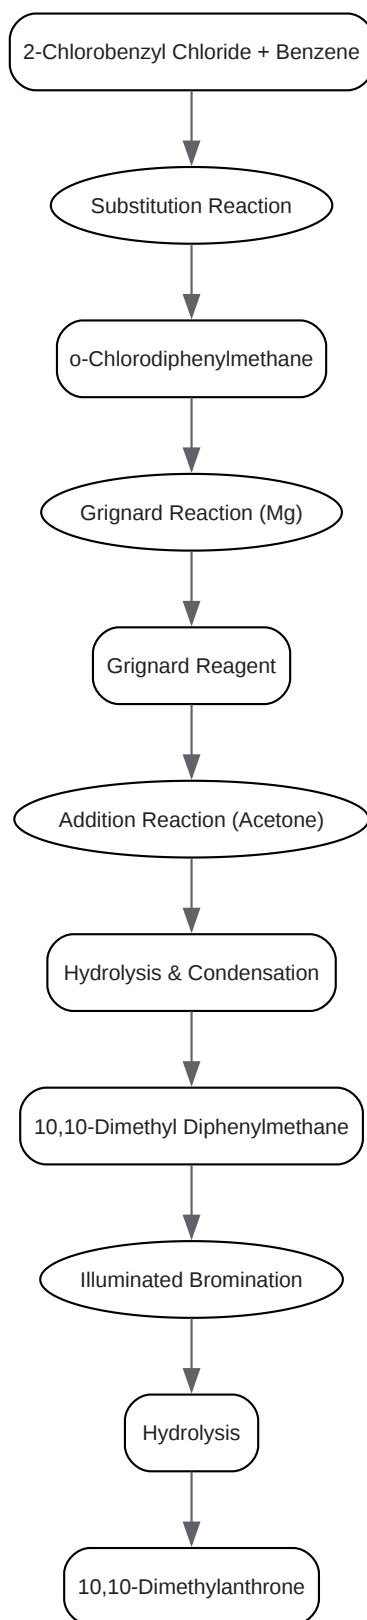 2-Chlorobenzyl Chloride + Benzene
Substitution Reaction
o-Chlorodiphenylmethane
Grignard Reaction (Mg)
Grignard Reagent
Addition Reaction (Acetone)
Hydrolysis & Condensation
10,10-Dimethyl Diphenylmethane
Illuminated Bromination
Hydrolysis
10,10-Dimethylanthrone